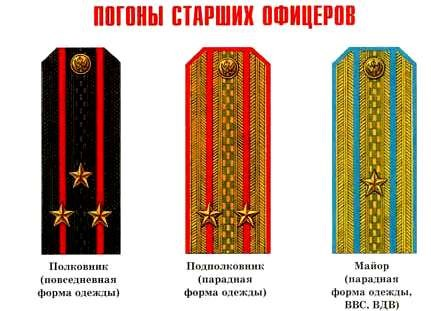 ПОГОНЫ СТАРШИХ ОФИЦЕРОВ
Полковник
(повседневная
форма одежды)
Подполковник
(парадная
форма одежды)
Майор
(парадная
форма одежды,
ВВС, ВДВ)